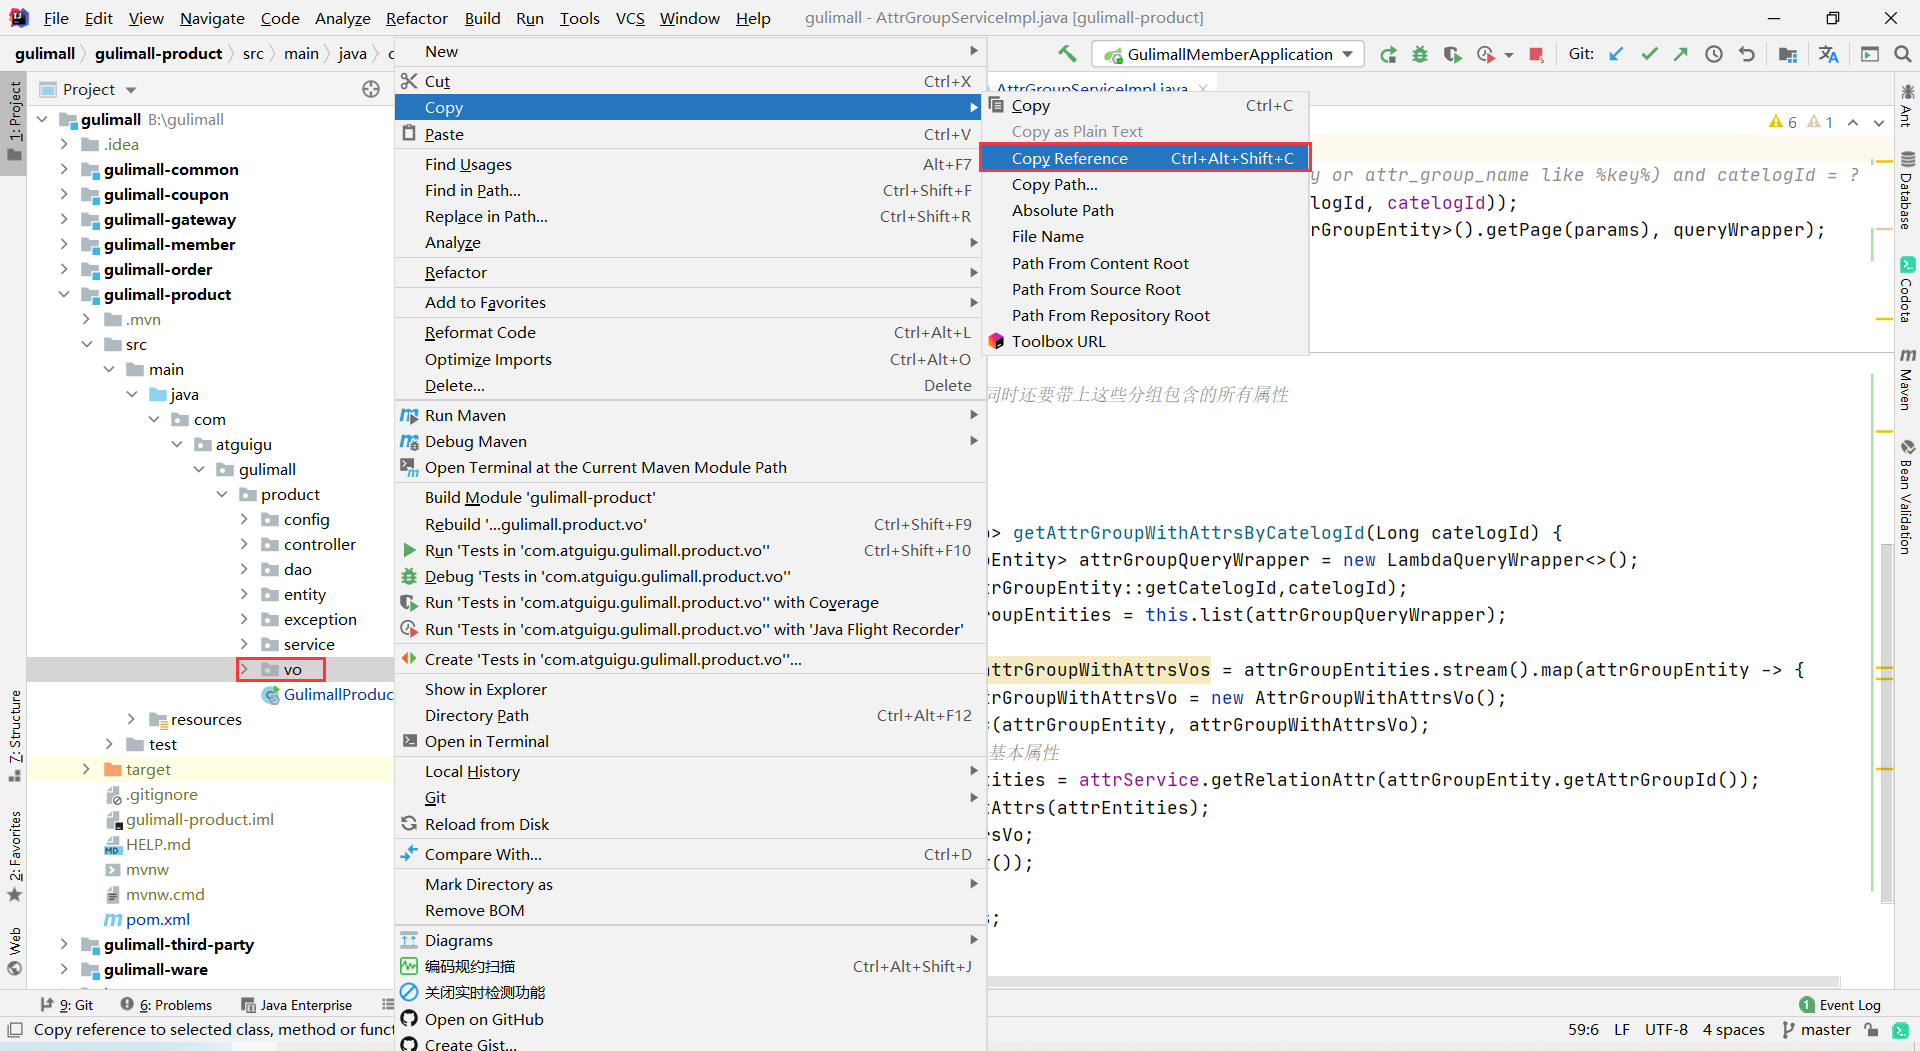 File Edit View Navigate Code Analyze Refactor Build Run Tools VCS Window Help gulimall - AttrGroupServiceImpl.java [gulimall-product]
gulimall gulimall-product src main java
GulimallMemberApplication Git:
1: Project
7: Structure
2: Favorites
Web
Project
gulimall B:\gulimall
.idea
gulimall-common
gulimall-coupon
gulimall-gateway
gulimall-member
gulimall-order
gulimall-product
.mvn
src
main
java
com
atguigu
gulimall
product
config
controller
dao
entity
exception
service
vo
GulimallProduc
resources
test
target
.gitignore
gulimall-product.iml
HELP.md
mvnw
mvnw.cmd
pom.xml
gulimall-third-party
gulimall-ware
New
Cut Ctrl+X
Copy
Paste Ctrl+V
Find Usages Alt+F7
Find in Path... Ctrl+Shift+F
Replace in Path... Ctrl+Shift+R
Analyze
Refactor
Add to Favorites
Reformat Code Ctrl+Alt+L
Optimize Imports Ctrl+Alt+O
Delete... Delete
Run Maven
Debug Maven
Open Terminal at the Current Maven Module Path
Build Module 'gulimall-product'
Rebuild '...gulimall.product.vo' Ctrl+Shift+F9
Run 'Tests in 'com.atguigu.gulimall.product.vo'' Ctrl+Shift+F10
Debug 'Tests in 'com.atguigu.gulimall.product.vo''
Run 'Tests in 'com.atguigu.gulimall.product.vo'' with Coverage
Run 'Tests in 'com.atguigu.gulimall.product.vo'' with 'Java Flight Recorder'
Create 'Tests in 'com.atguigu.gulimall.product.vo''...
Show in Explorer
Directory Path Ctrl+Alt+F12
Open in Terminal
Local History
Git
Reload from Disk
Compare With... Ctrl+D
Mark Directory as
Remove BOM
Diagrams
编码规约扫描 Ctrl+Alt+Shift+J
关闭实时检测功能
Open on GitHub
Create Gist...
Copy Ctrl+C
Copy as Plain Text
Copy Reference Ctrl+Alt+Shift+C
Copy Path...
Absolute Path
File Name
Path From Content Root
Path From Source Root
Path From Repository Root
Toolbox URL
AttrGroupServiceImpl.java
6 1
y or attr_group_name like %key%) and catelogId = ?
logId, catelogId));
rGroupEntity>().getPage(params), queryWrapper);
同时还要带上这些分组包含的所有属性
> getAttrGroupWithAttrsByCatelogId(Long catelogId) {
Entity> attrGroupQueryWrapper = new LambdaQueryWrapper<>();
trGroupEntity::getCatelogId,catelogId);
oupEntities = this.list(attrGroupQueryWrapper);
attrGroupWithAttrsVos = attrGroupEntities.stream().map(attrGroupEntity -> {
rGroupWithAttrsVo = new AttrGroupWithAttrsVo();
(attrGroupEntity, attrGroupWithAttrsVo);
基本属性
tities = attrService.getRelationAttr(attrGroupEntity.getAttrGroupId());
tAttrs(attrEntities);
sVo;
());
;
Ant
Database
Codota
Maven
Bean Validation
9: Git 6: Problems Java Enterprise 1 Event Log
Copy reference to selected class, method or funct 59:6 LF UTF-8 4 spaces master